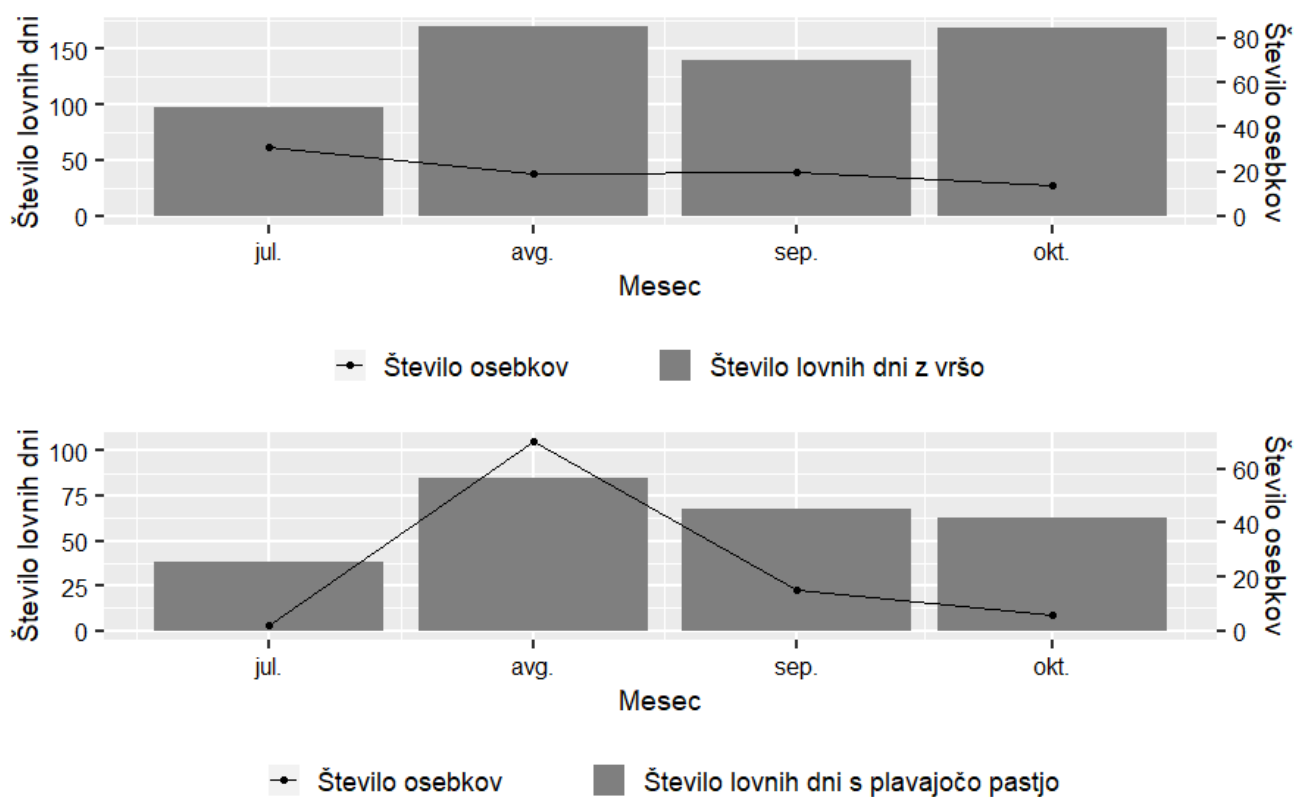 Število lovnih dni
150
100
50
0
80
60
40
20
0
Število osebkov
jul.
avg.
sep.
okt.
Mesec
Število osebkov
Število lovnih dni z vršo
Število lovnih dni
100
75
50
25
0
60
40
20
0
Število osebkov
jul.
avg.
sep.
okt.
Mesec
Število osebkov
Število lovnih dni s plavajočo pastjo